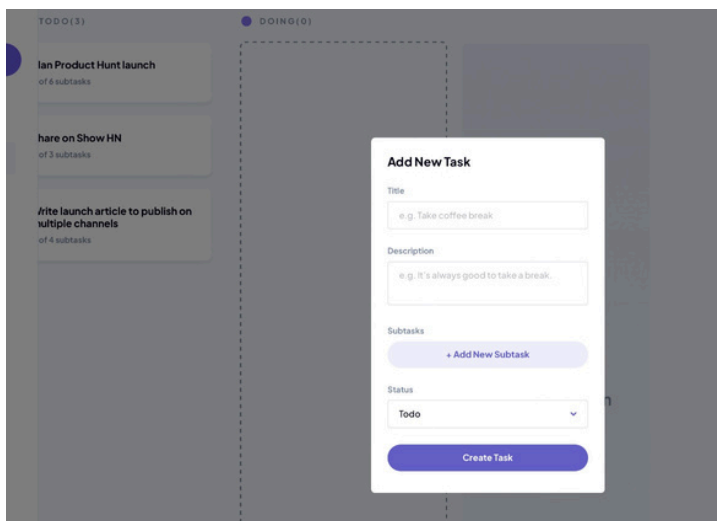 TODO(3)
DOING(0)
lan Product Hunt launch
of 6 subtasks
hare on Show HN
of 3 subtasks
Write launch article to publish on
multiple channels
of 4 subtasks
Add New Task
Title
e.g. Take coffee break
Description
e.g. It's always good to take a break.
Subtasks
+ Add New Subtask
Status
Todo
Create Task
n